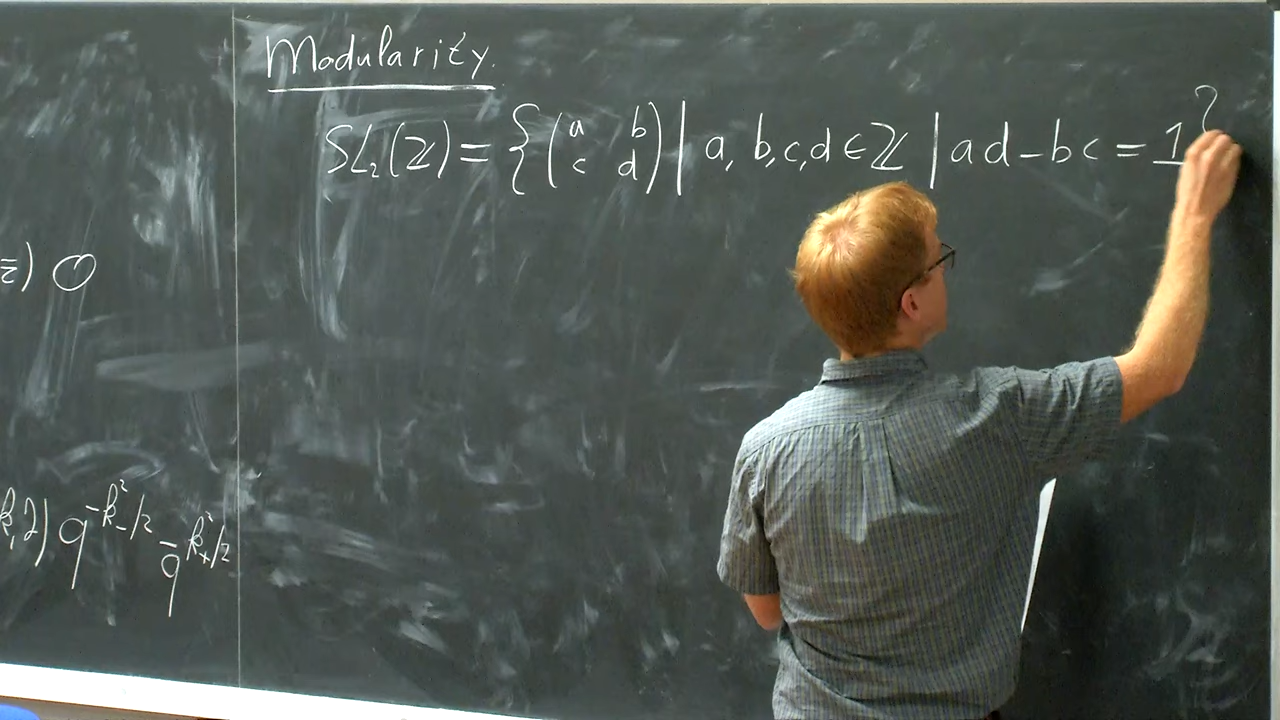 Modularity.
SL₂(ℤ) = {(a b c d) | a, b, c, d ∈ ℤ | ad - bc = 1}
z̄) O
k, λ) q^{-k₋²/2} q̄^{k₊²/2}